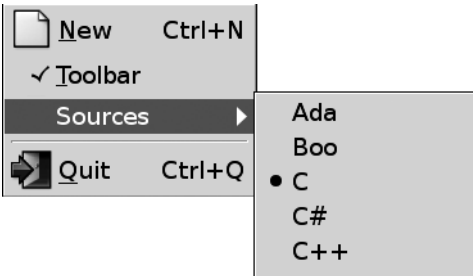 New Ctrl+N
Toolbar
Sources
Quit Ctrl+Q
Ada
Boo
C
C#
C++